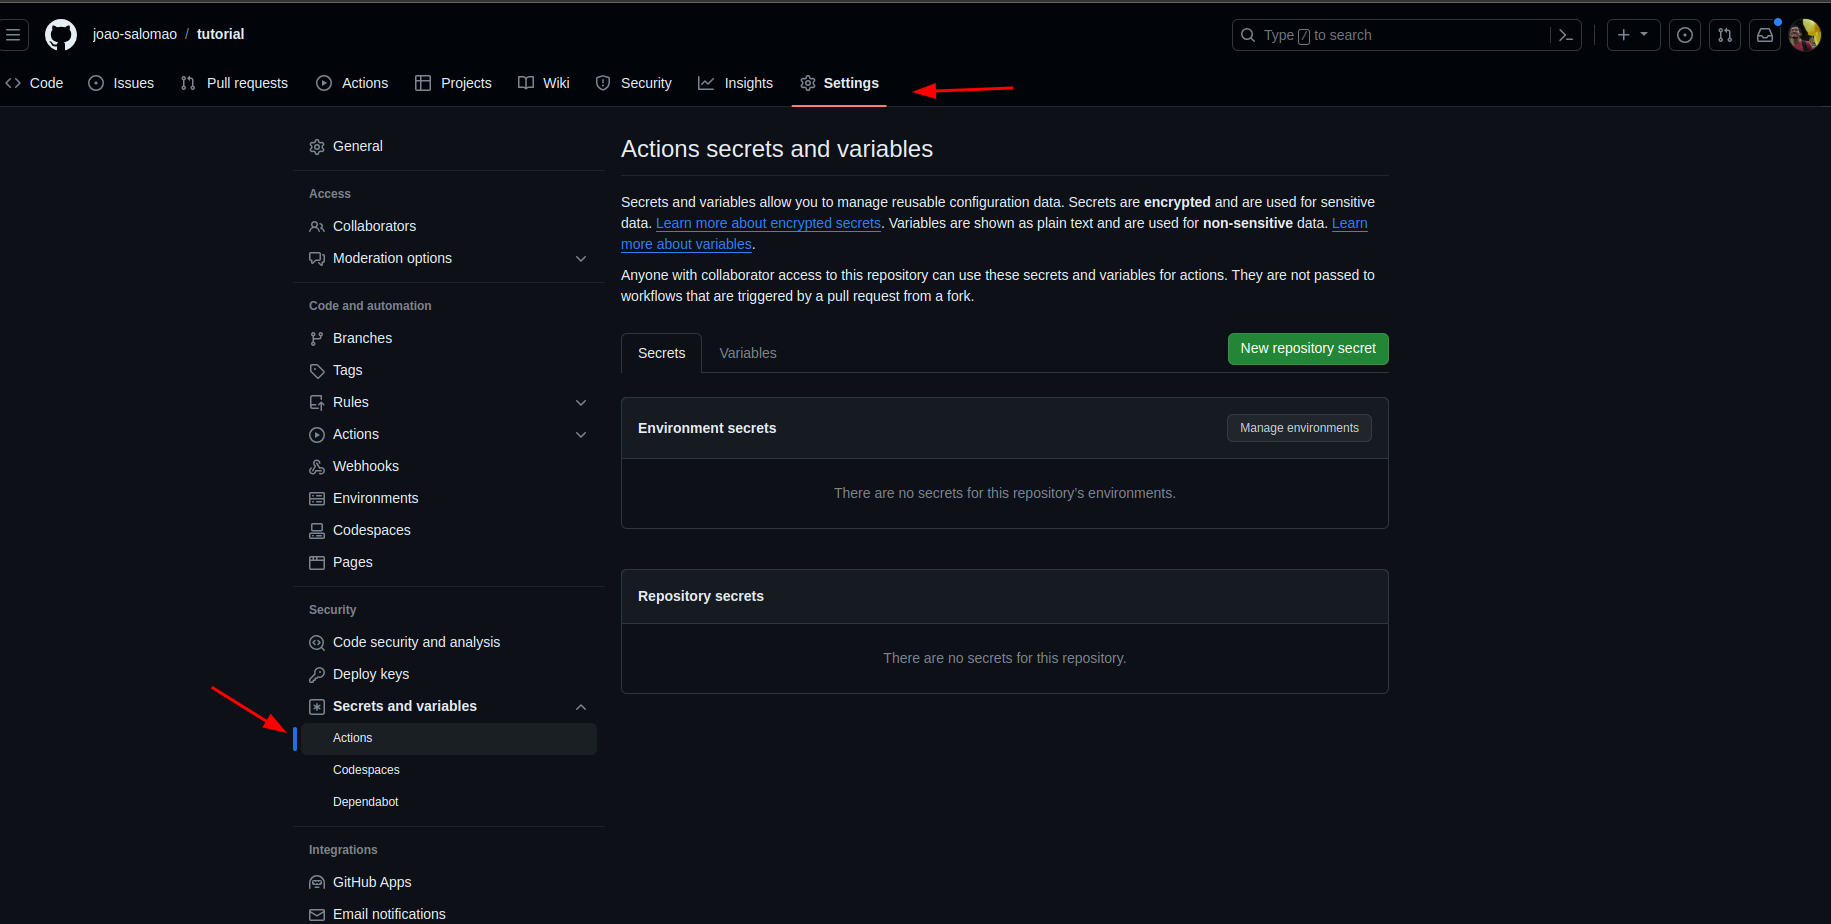 joao-salomao / tutorial
Type / to search
Code Issues Pull requests Actions Projects Wiki Security Insights Settings
General
Access
Collaborators
Moderation options
Code and automation
Branches
Tags
Rules
Actions
Webhooks
Environments
Codespaces
Pages
Security
Code security and analysis
Deploy keys
Secrets and variables
Actions
Codespaces
Dependabot
Integrations
GitHub Apps
Email notifications
Actions secrets and variables
Secrets and variables allow you to manage reusable configuration data. Secrets are encrypted and are used for sensitive
data. Learn more about encrypted secrets. Variables are shown as plain text and are used for non-sensitive data. Learn
more about variables.
Anyone with collaborator access to this repository can use these secrets and variables for actions. They are not passed to
workflows that are triggered by a pull request from a fork.
Secrets Variables New repository secret
Environment secrets Manage environments
There are no secrets for this repository's environments.
Repository secrets
There are no secrets for this repository.